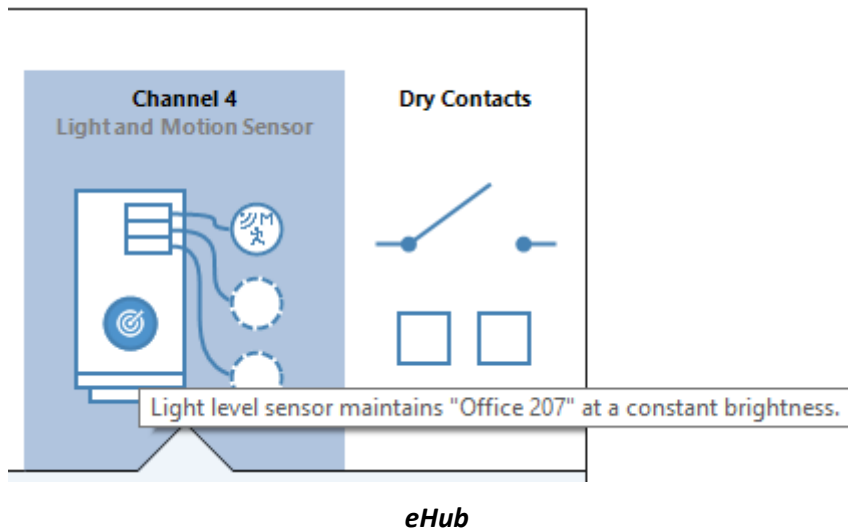 Channel 4
Light and Motion Sensor
Dry Contacts
M
Light level sensor maintains "Office 207" at a constant brightness.
eHub